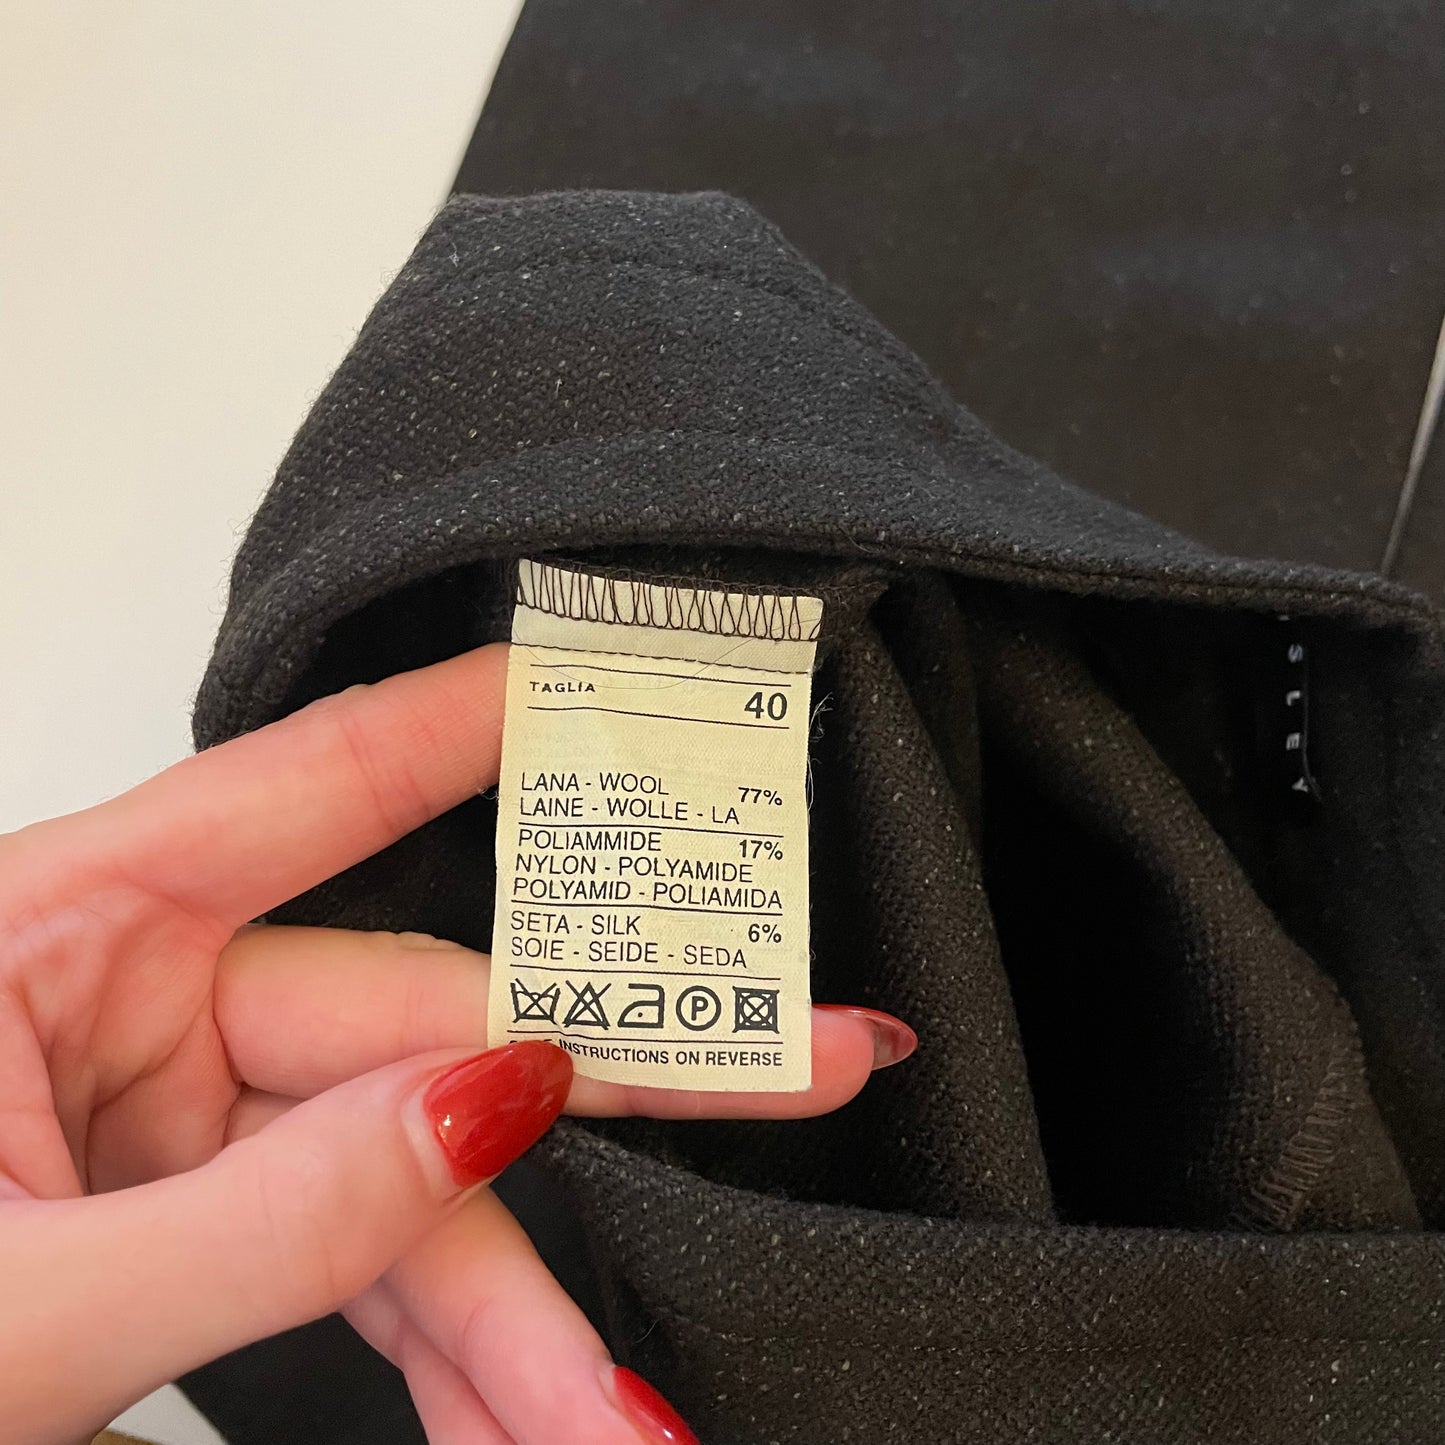 TAGLIA
40
LANA - WOOL 77%
LAINE - WOLLE - LA
POLIAMMIDE 17%
NYLON - POLYAMIDE
POLYAMID - POLIAMIDA
SETA - SILK 6%
SOIE - SEIDE - SEDA
P
INSTRUCTIONS ON REVERSE
SLEY